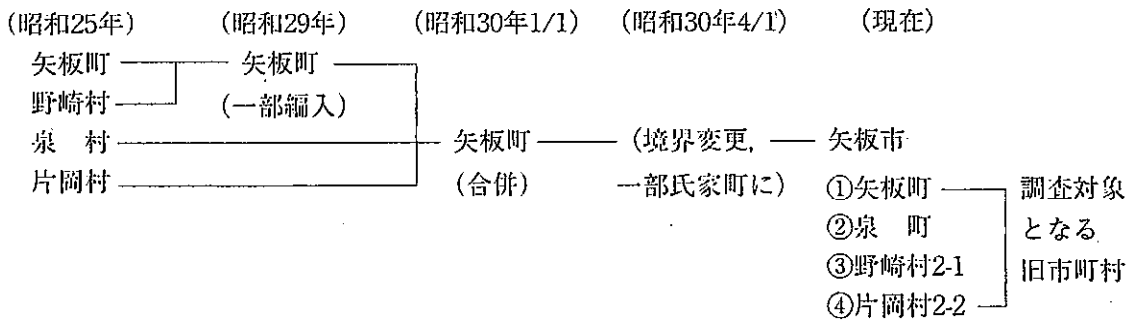 (昭和25年) (昭和29年) (昭和30年1/1) (昭和30年4/1) (現在)
矢板町 矢板町
野崎村 (一部編入)
泉 村 矢板町 (境界変更, 矢板市
片岡村 (合併) 一部氏家町に) ①矢板町 調査対象
②泉 町 となる
③野崎村2-1 旧市町村
④片岡村2-2